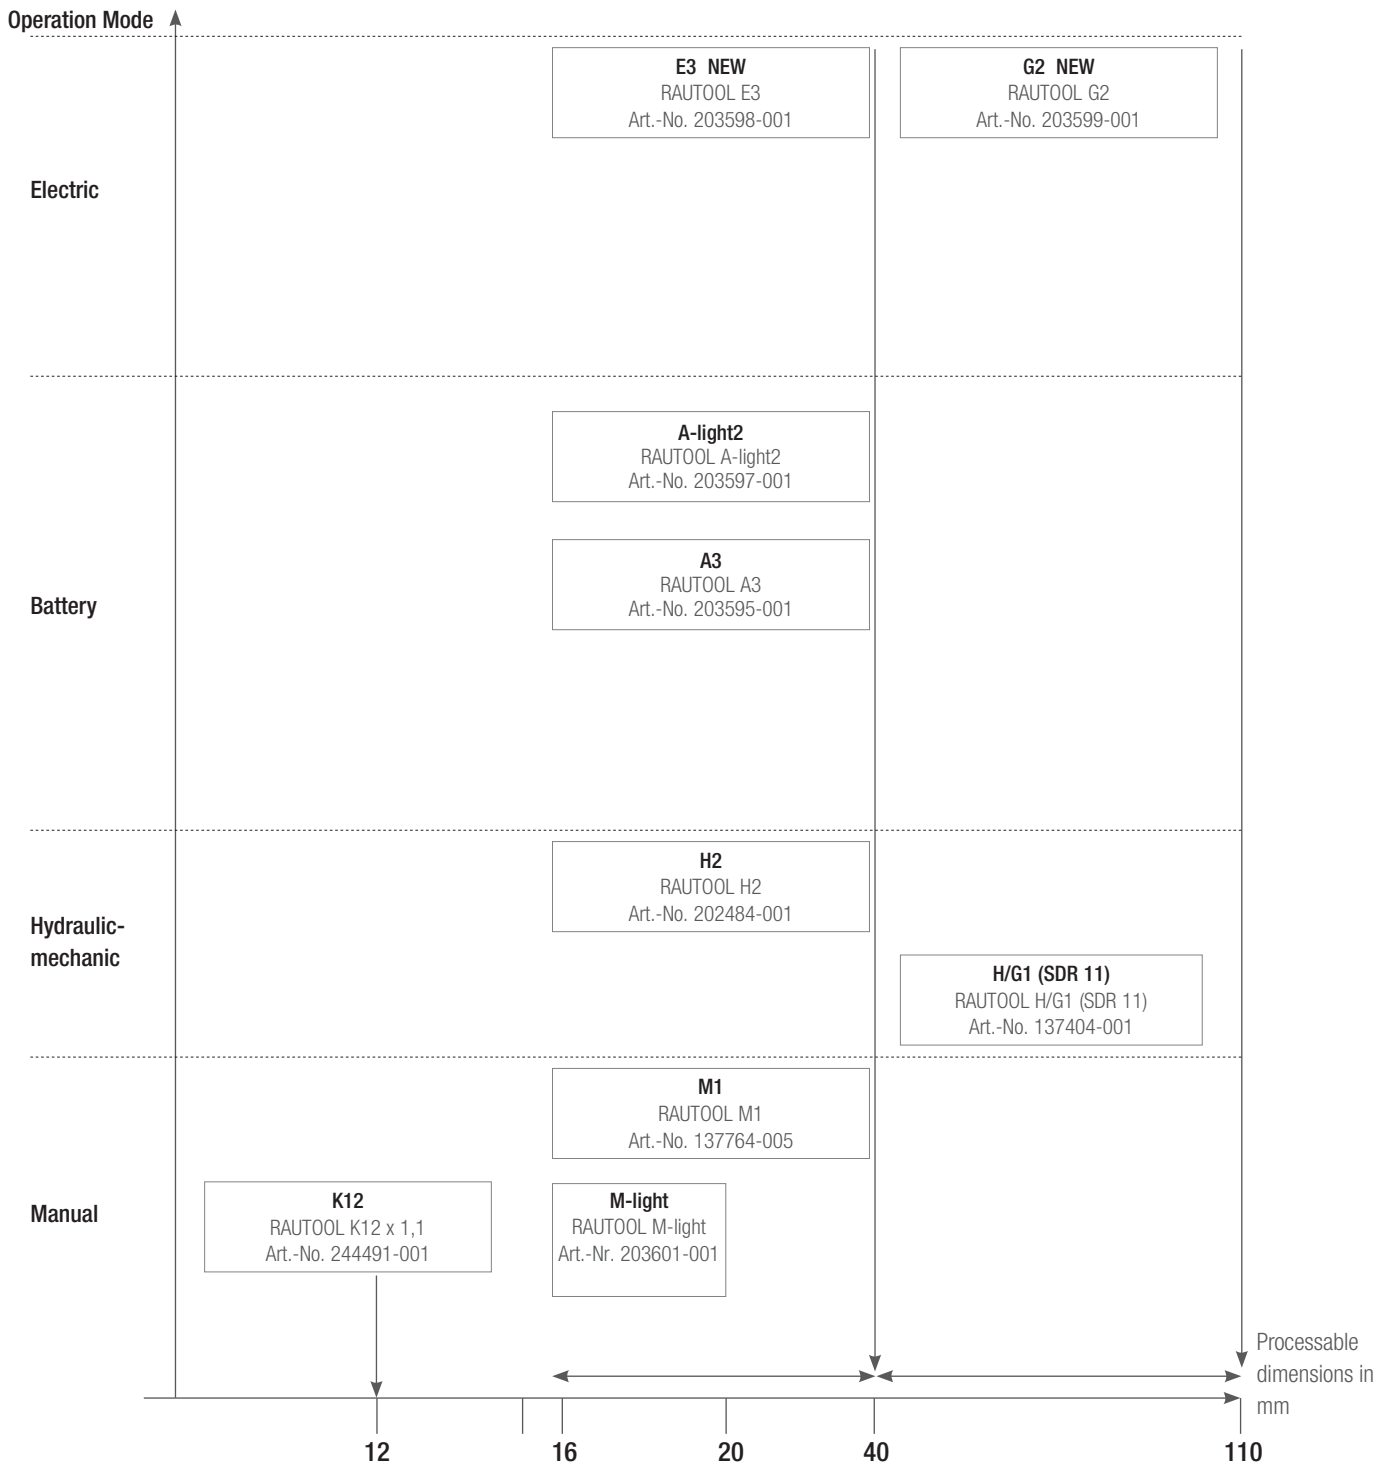 Operation Mode
E3 NEW
RAUTOOL E3
Art.-No. 203598-001
G2 NEW
RAUTOOL G2
Art.-No. 203599-001
Electric
A-light2
RAUTOOL A-light2
Art.-No. 203597-001
A3
RAUTOOL A3
Art.-No. 203595-001
Battery
H2
RAUTOOL H2
Art.-No. 202484-001
Hydraulic-
mechanic
H/G1 (SDR 11)
RAUTOOL H/G1 (SDR 11)
Art.-No. 137404-001
M1
RAUTOOL M1
Art.-No. 137764-005
Manual
K12
RAUTOOL K12 x 1,1
Art.-No. 244491-001
M-light
RAUTOOL M-light
Art.-Nr. 203601-001
Processable
dimensions in
mm
12 16 20 40 110